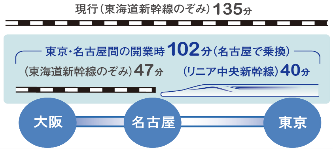 現行(東海道新幹線のぞみ)135分
東京・名古屋間の開業時102分(名古屋で乗換)
(東海道新幹線のぞみ)47分
(リニア中央新幹線)40分
大阪
名古屋
東京